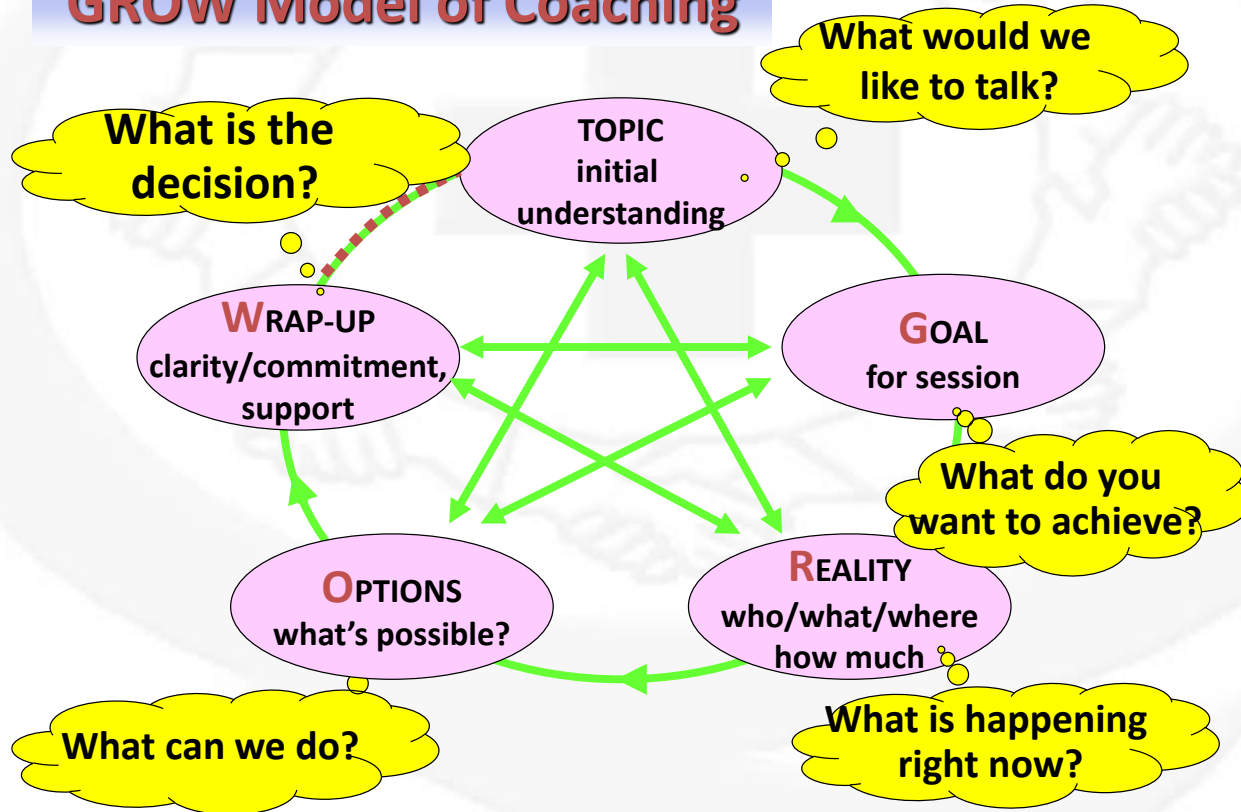 GROW Model of Coaching
What would we
like to talk?
What is the
decision?
TOPIC
initial
understanding
WRAP-UP
clarity/commitment,
support
GOAL
for session
What do you
want to achieve?
OPTIONS
what's possible?
REALITY
who/what/where
how much
What can we do?
What is happening
right now?